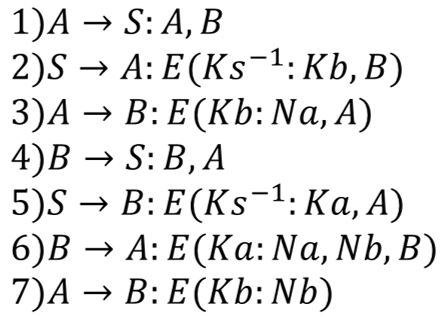 1)A → S: A, B
2)S → A: E(Ks⁻¹: Kb, B)
3)A → B: E(Kb: Na, A)
4)B → S: B, A
5)S → B: E(Ks⁻¹: Ka, A)
6)B → A: E(Ka: Na, Nb, B)
7)A → B: E(Kb: Nb)